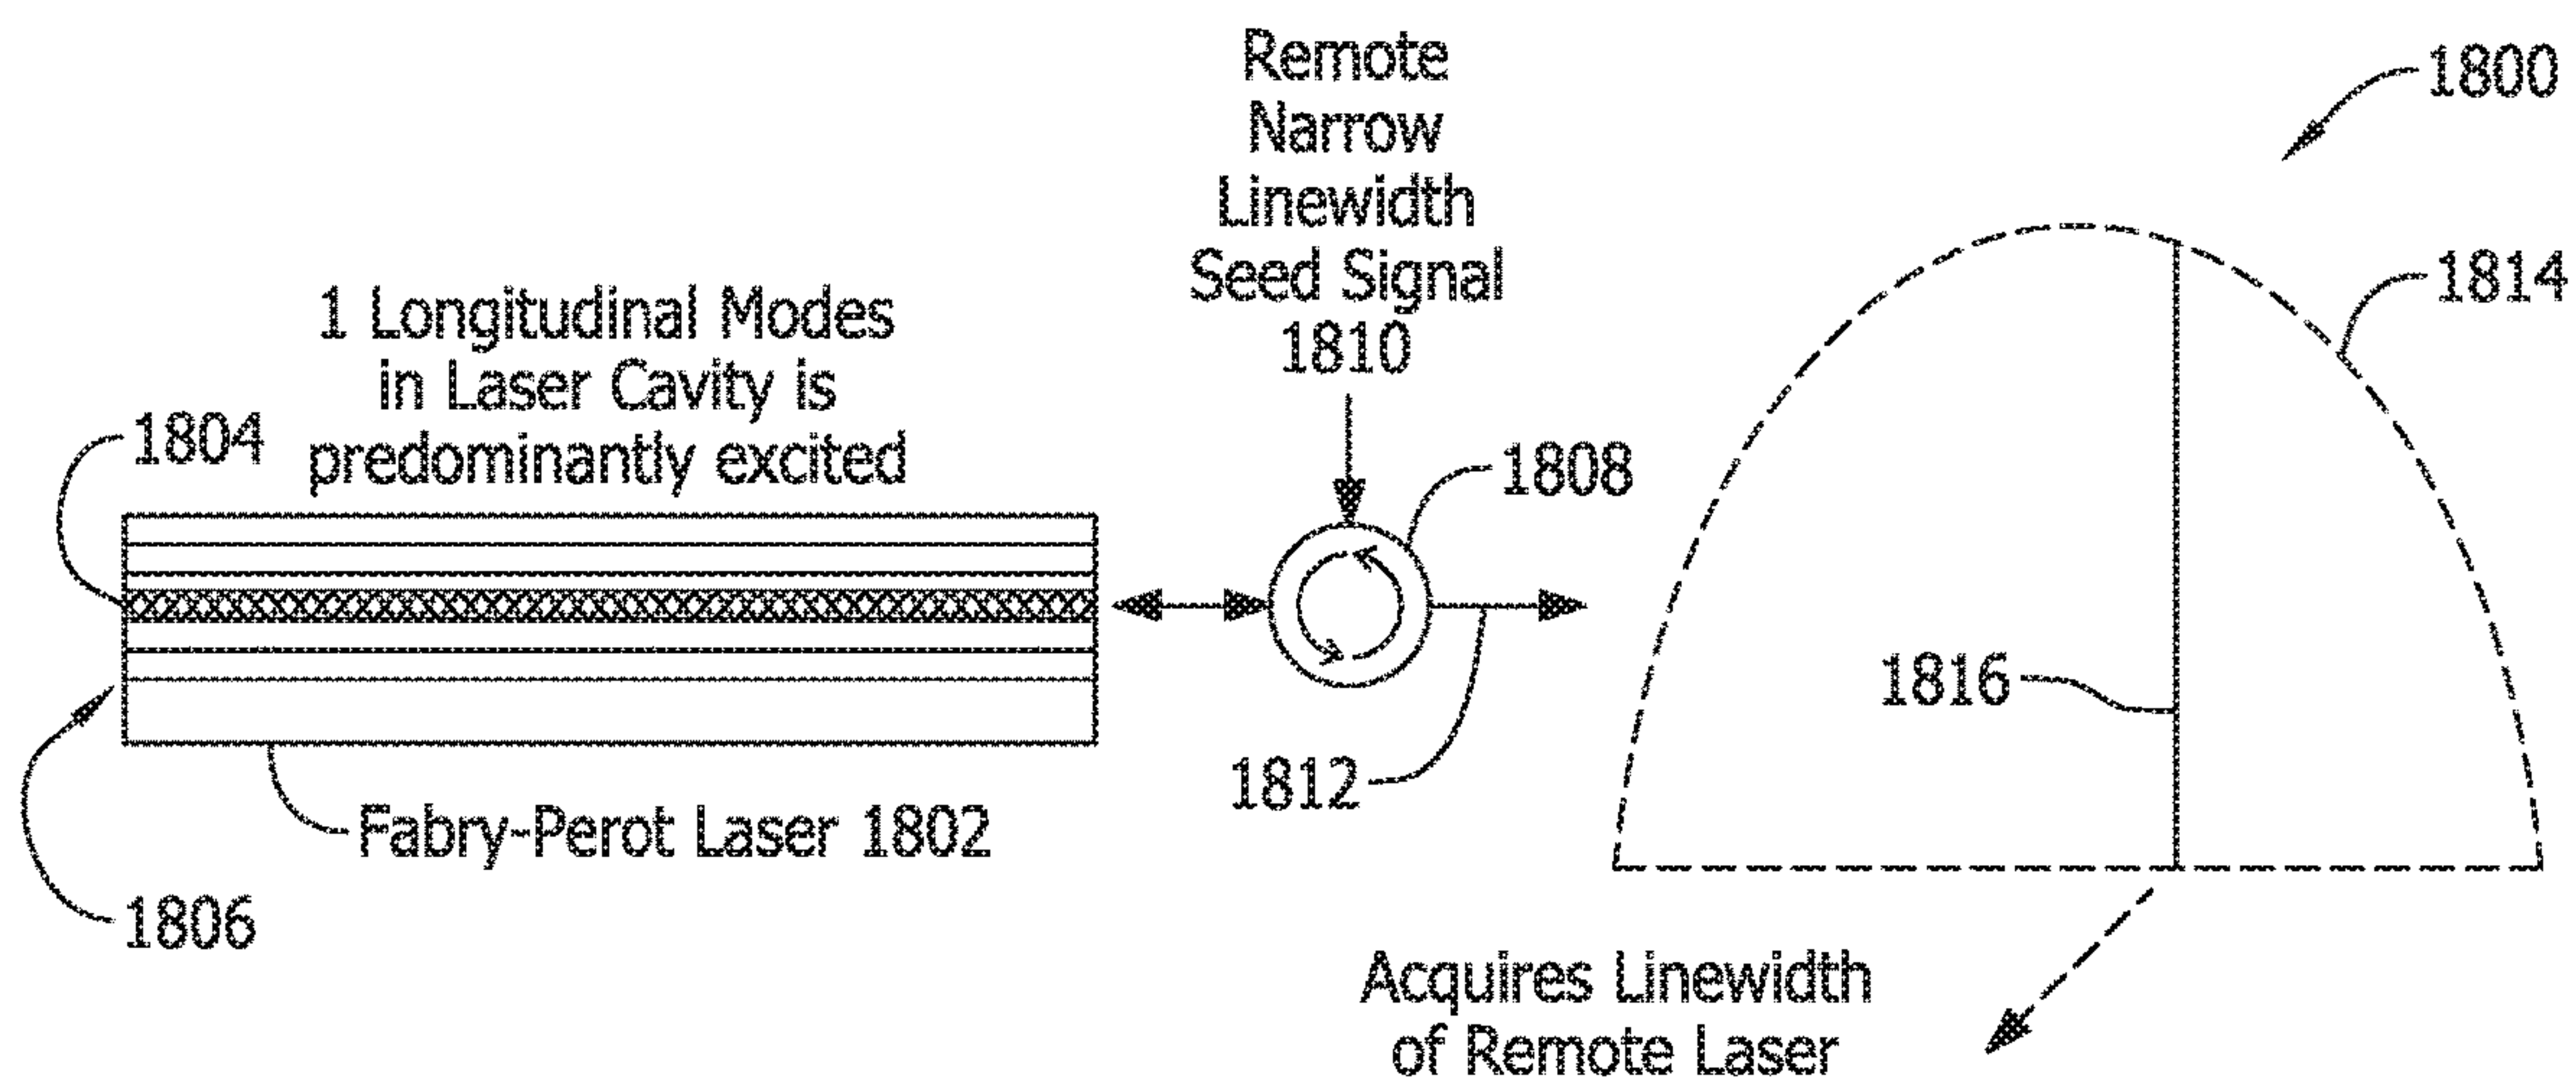 Remote
Narrow
Linewidth
Seed Signal
1810
1800
1814
1 Longitudinal Modes
in Laser Cavity is
predominantly excited
1804
1808
1816
1812
Fabry-Perot Laser 1802
1806
Acquires Linewidth
of Remote Laser